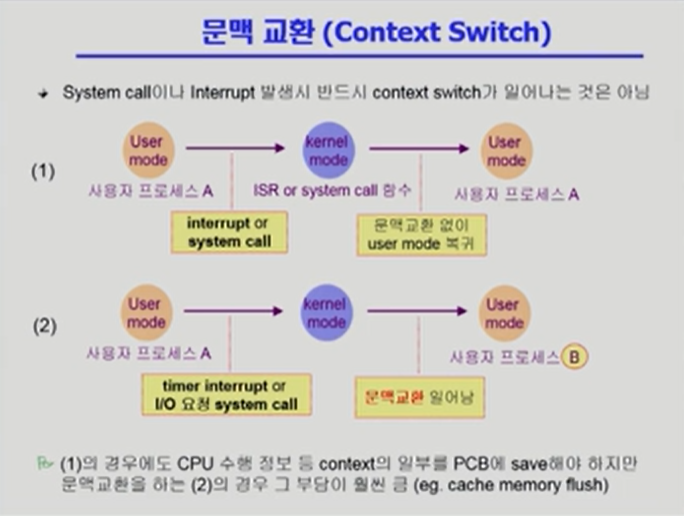 문맥 교환 (Context Switch)
System call이나 Interrupt 발생시 반드시 context switch가 일어나는 것은 아님
(1)
User
mode
kernel
mode
User
mode
사용자 프로세스 A
ISR or system call 함수
사용자 프로세스 A
interrupt or
system call
문맥교환 없이
user mode 복귀
(2)
User
mode
kernel
mode
User
mode
사용자 프로세스 A
사용자 프로세스 B
timer interrupt or
I/O 요청 system call
문맥교환 일어남
(1)의 경우에도 CPU 수행 정보 등 context의 일부를 PCB에 save해야 하지만
문맥교환을 하는 (2)의 경우 그 부담이 훨씬 큼 (eg. cache memory flush)